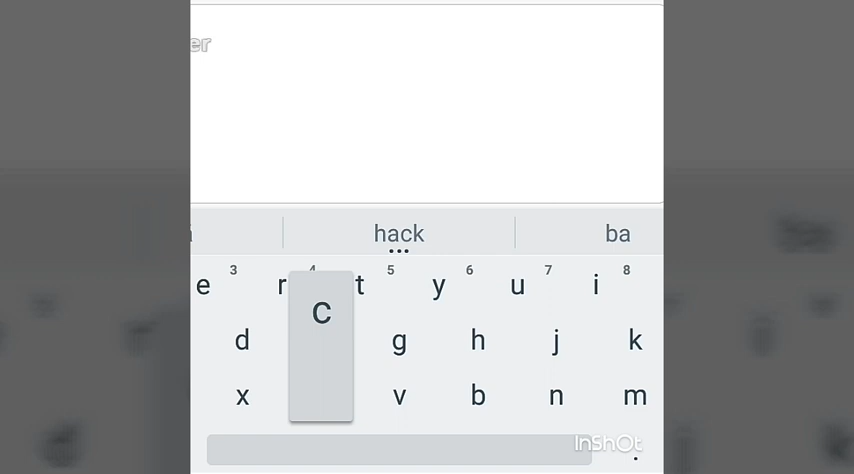 er
hack ba
3 4 5 6 7 8
e r t y u i
c
d g h j k
x v b n m
InShOt
.